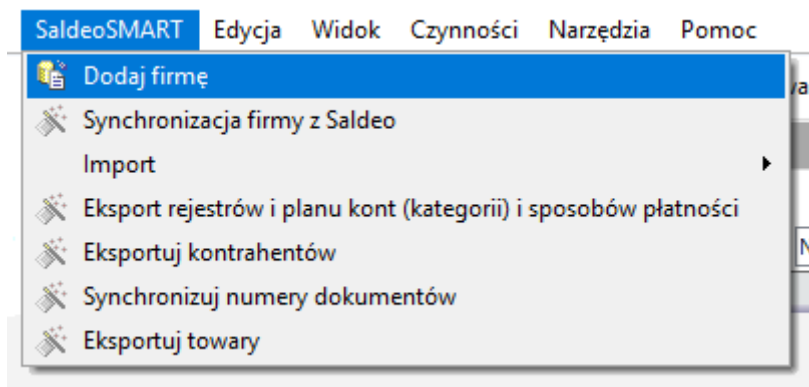 SaldeoSMART Edycja Widok Czynności Narzędzia Pomoc
Dodaj firmę
Synchronizacja firmy z Saldeo
Import
Eksport rejestrów i planu kont (kategorii) i sposobów płatności
Eksportuj kontrahentów
Synchronizuj numery dokumentów
Eksportuj towary